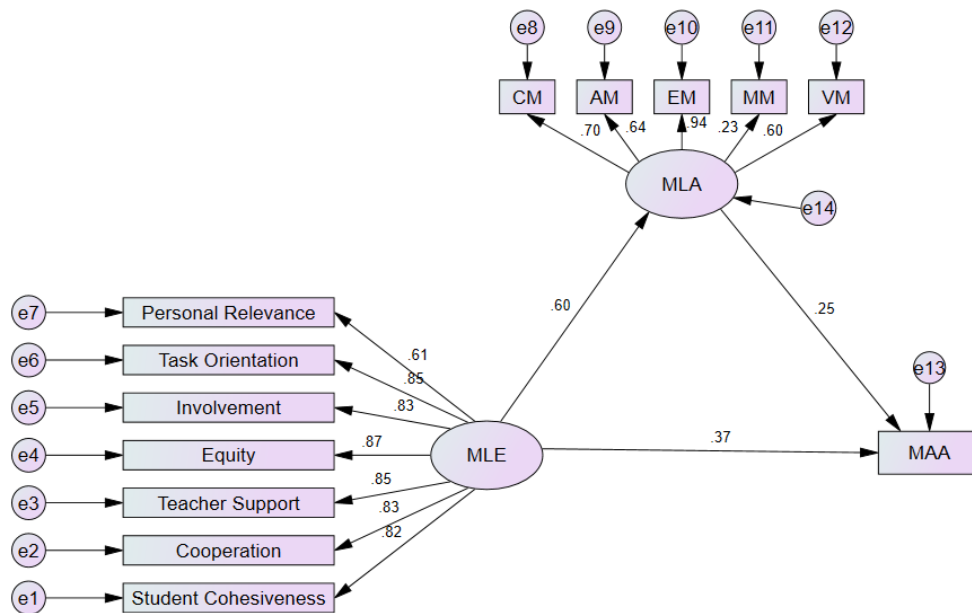 e8
e9
e10
e11
e12
CM
AM
EM
MM
VM
.70
.64
.94
.23
.60
MLA
e14
.60
.25
e7
Personal Relevance
.61
e6
Task Orientation
.85
e5
Involvement
.83
e4
Equity
.87
MLE
.37
e13
MAA
e3
Teacher Support
.85
e2
Cooperation
.83
e1
Student Cohesiveness
.82